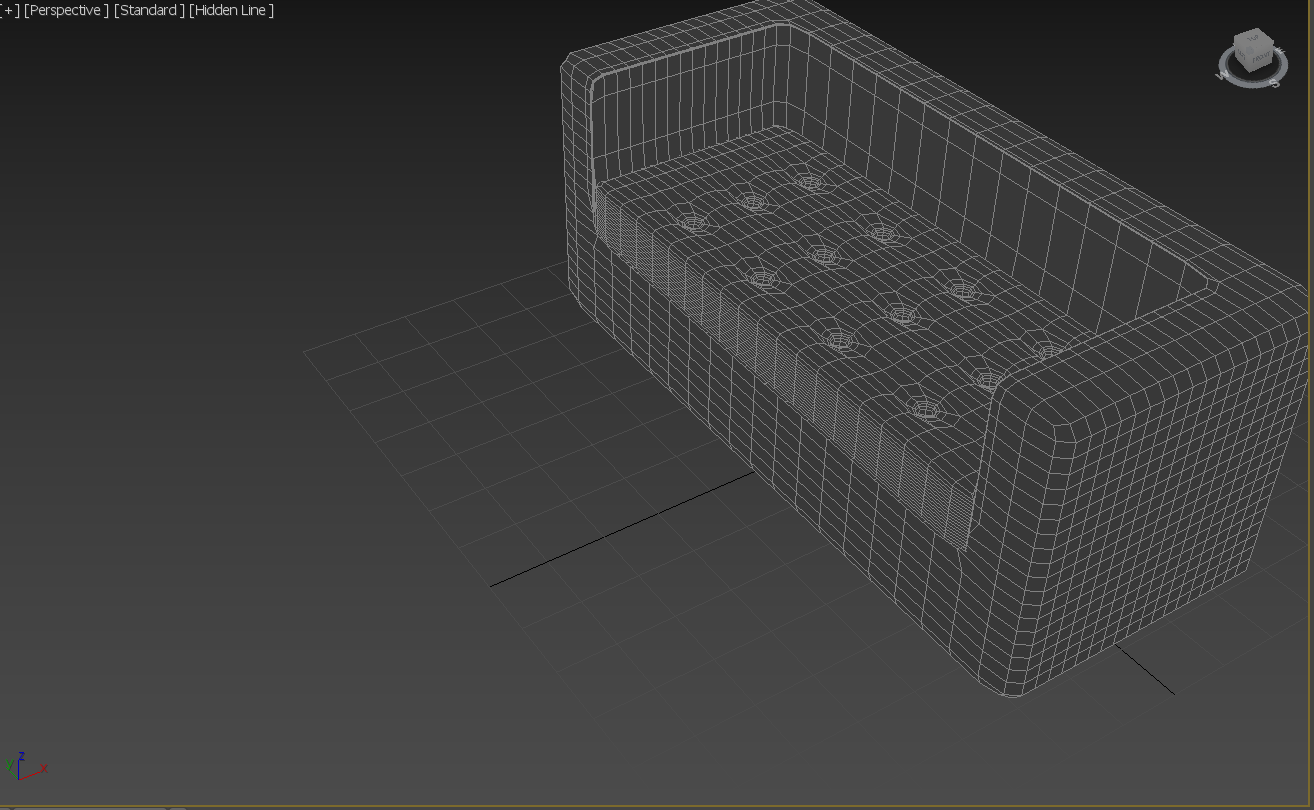 [+] [Perspective ] [Standard ] [Hidden Line ]
W
S
z
y
x